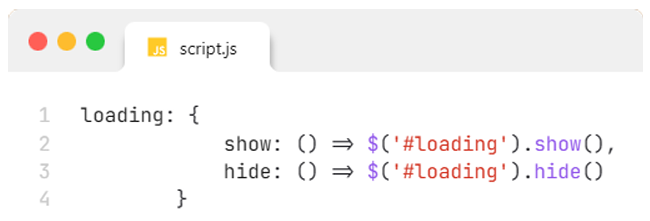 JS script.js
1 loading: {
2 show: () => $('#loading').show(),
3 hide: () => $('#loading').hide()
4 }